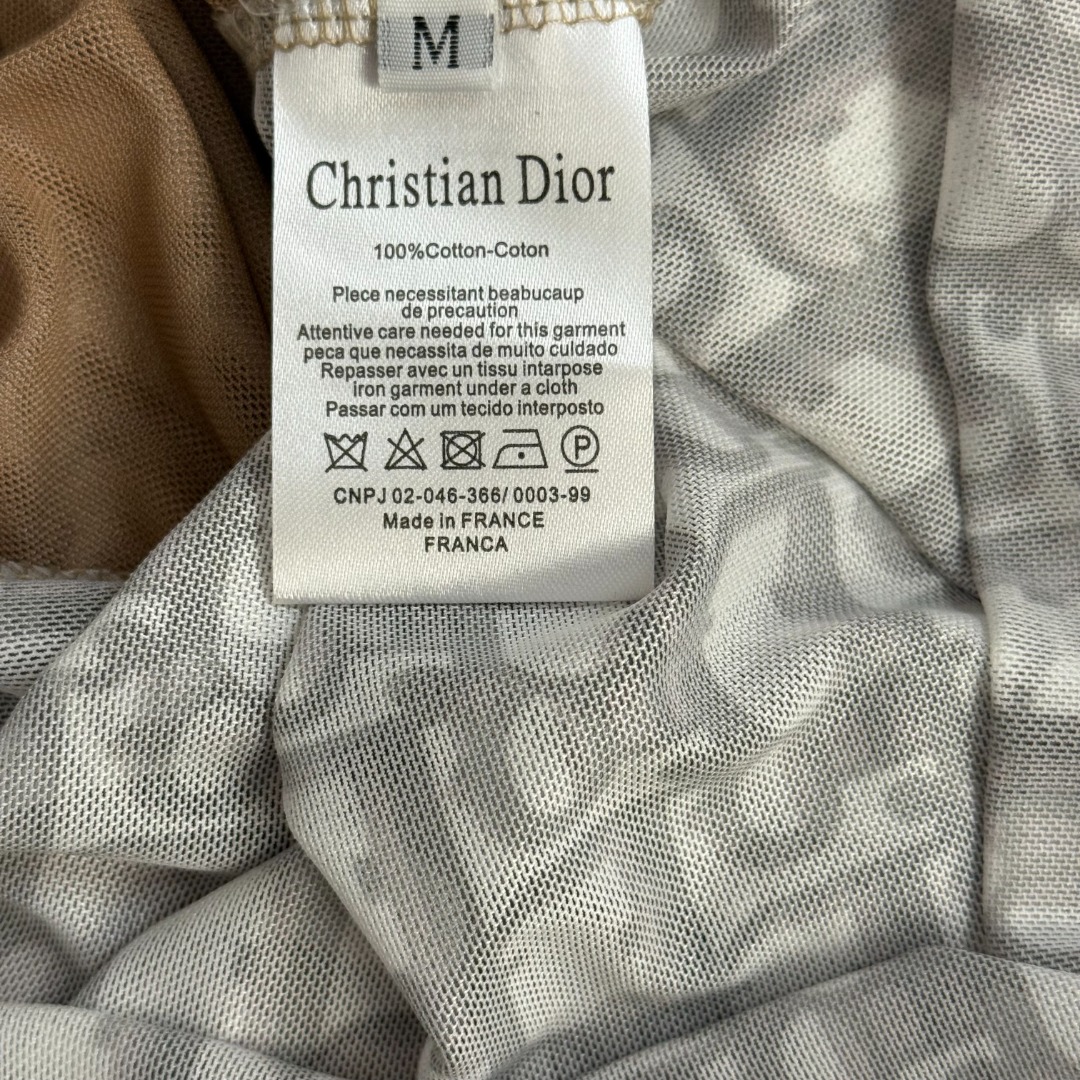 M
Christian Dior
100%Cotton-Coton
Plece necessitant beabucaup
de precaution
Attentive care needed for this garment
peca que necassita de muito culdado
Repasser avec un tissu intarpose
iron garment under a cloth
Passar com um tecido interposto
P
CNPJ 02-046-366/ 0003-99
Made in FRANCE
FRANCA